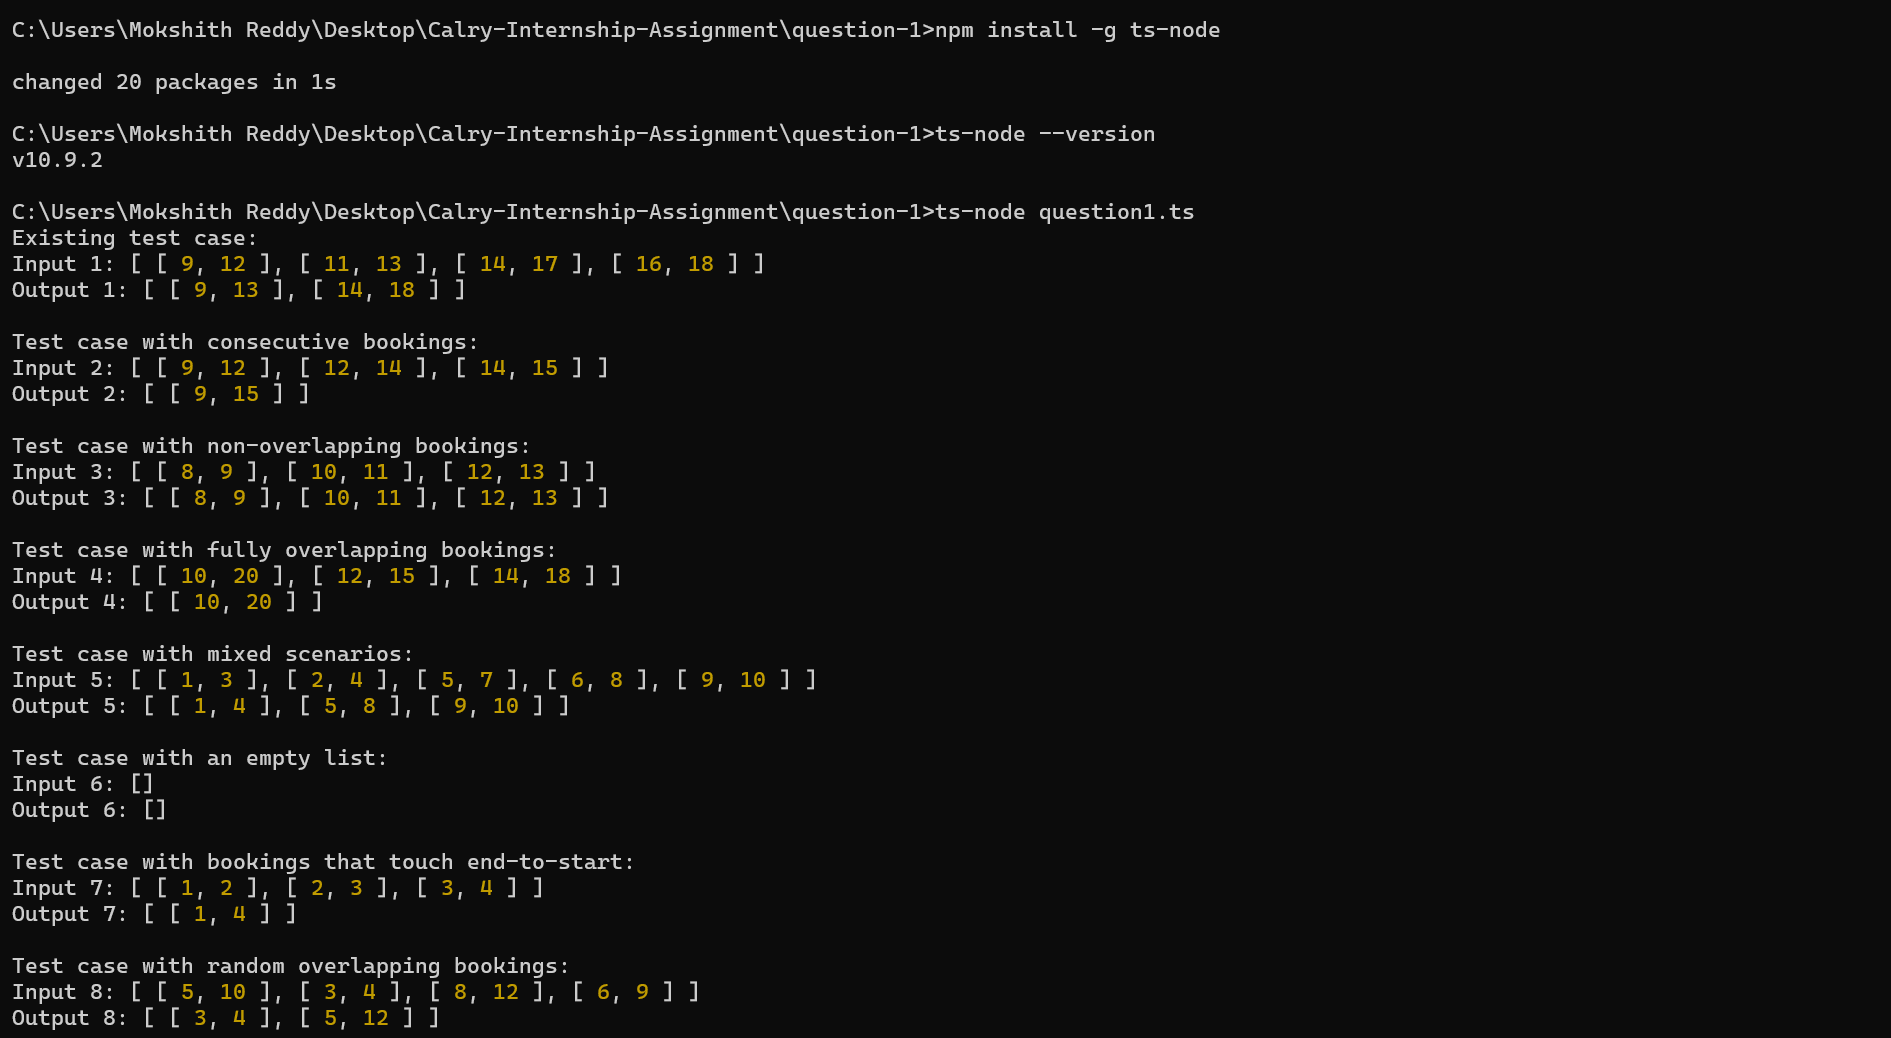 C:\Users\Mokshith Reddy\Desktop\Calry-Internship-Assignment\question-1>npm install -g ts-node
changed 20 packages in 1s
C:\Users\Mokshith Reddy\Desktop\Calry-Internship-Assignment\question-1>ts-node --version
v10.9.2
C:\Users\Mokshith Reddy\Desktop\Calry-Internship-Assignment\question-1>ts-node question1.ts
Existing test case:
Input 1: [ [ 9, 12 ], [ 11, 13 ], [ 14, 17 ], [ 16, 18 ] ]
Output 1: [ [ 9, 13 ], [ 14, 18 ] ]
Test case with consecutive bookings:
Input 2: [ [ 9, 12 ], [ 12, 14 ], [ 14, 15 ] ]
Output 2: [ [ 9, 15 ] ]
Test case with non-overlapping bookings:
Input 3: [ [ 8, 9 ], [ 10, 11 ], [ 12, 13 ] ]
Output 3: [ [ 8, 9 ], [ 10, 11 ], [ 12, 13 ] ]
Test case with fully overlapping bookings:
Input 4: [ [ 10, 20 ], [ 12, 15 ], [ 14, 18 ] ]
Output 4: [ [ 10, 20 ] ]
Test case with mixed scenarios:
Input 5: [ [ 1, 3 ], [ 2, 4 ], [ 5, 7 ], [ 6, 8 ], [ 9, 10 ] ]
Output 5: [ [ 1, 4 ], [ 5, 8 ], [ 9, 10 ] ]
Test case with an empty list:
Input 6: []
Output 6: []
Test case with bookings that touch end-to-start:
Input 7: [ [ 1, 2 ], [ 2, 3 ], [ 3, 4 ] ]
Output 7: [ [ 1, 4 ] ]
Test case with random overlapping bookings:
Input 8: [ [ 5, 10 ], [ 3, 4 ], [ 8, 12 ], [ 6, 9 ] ]
Output 8: [ [ 3, 4 ], [ 5, 12 ] ]